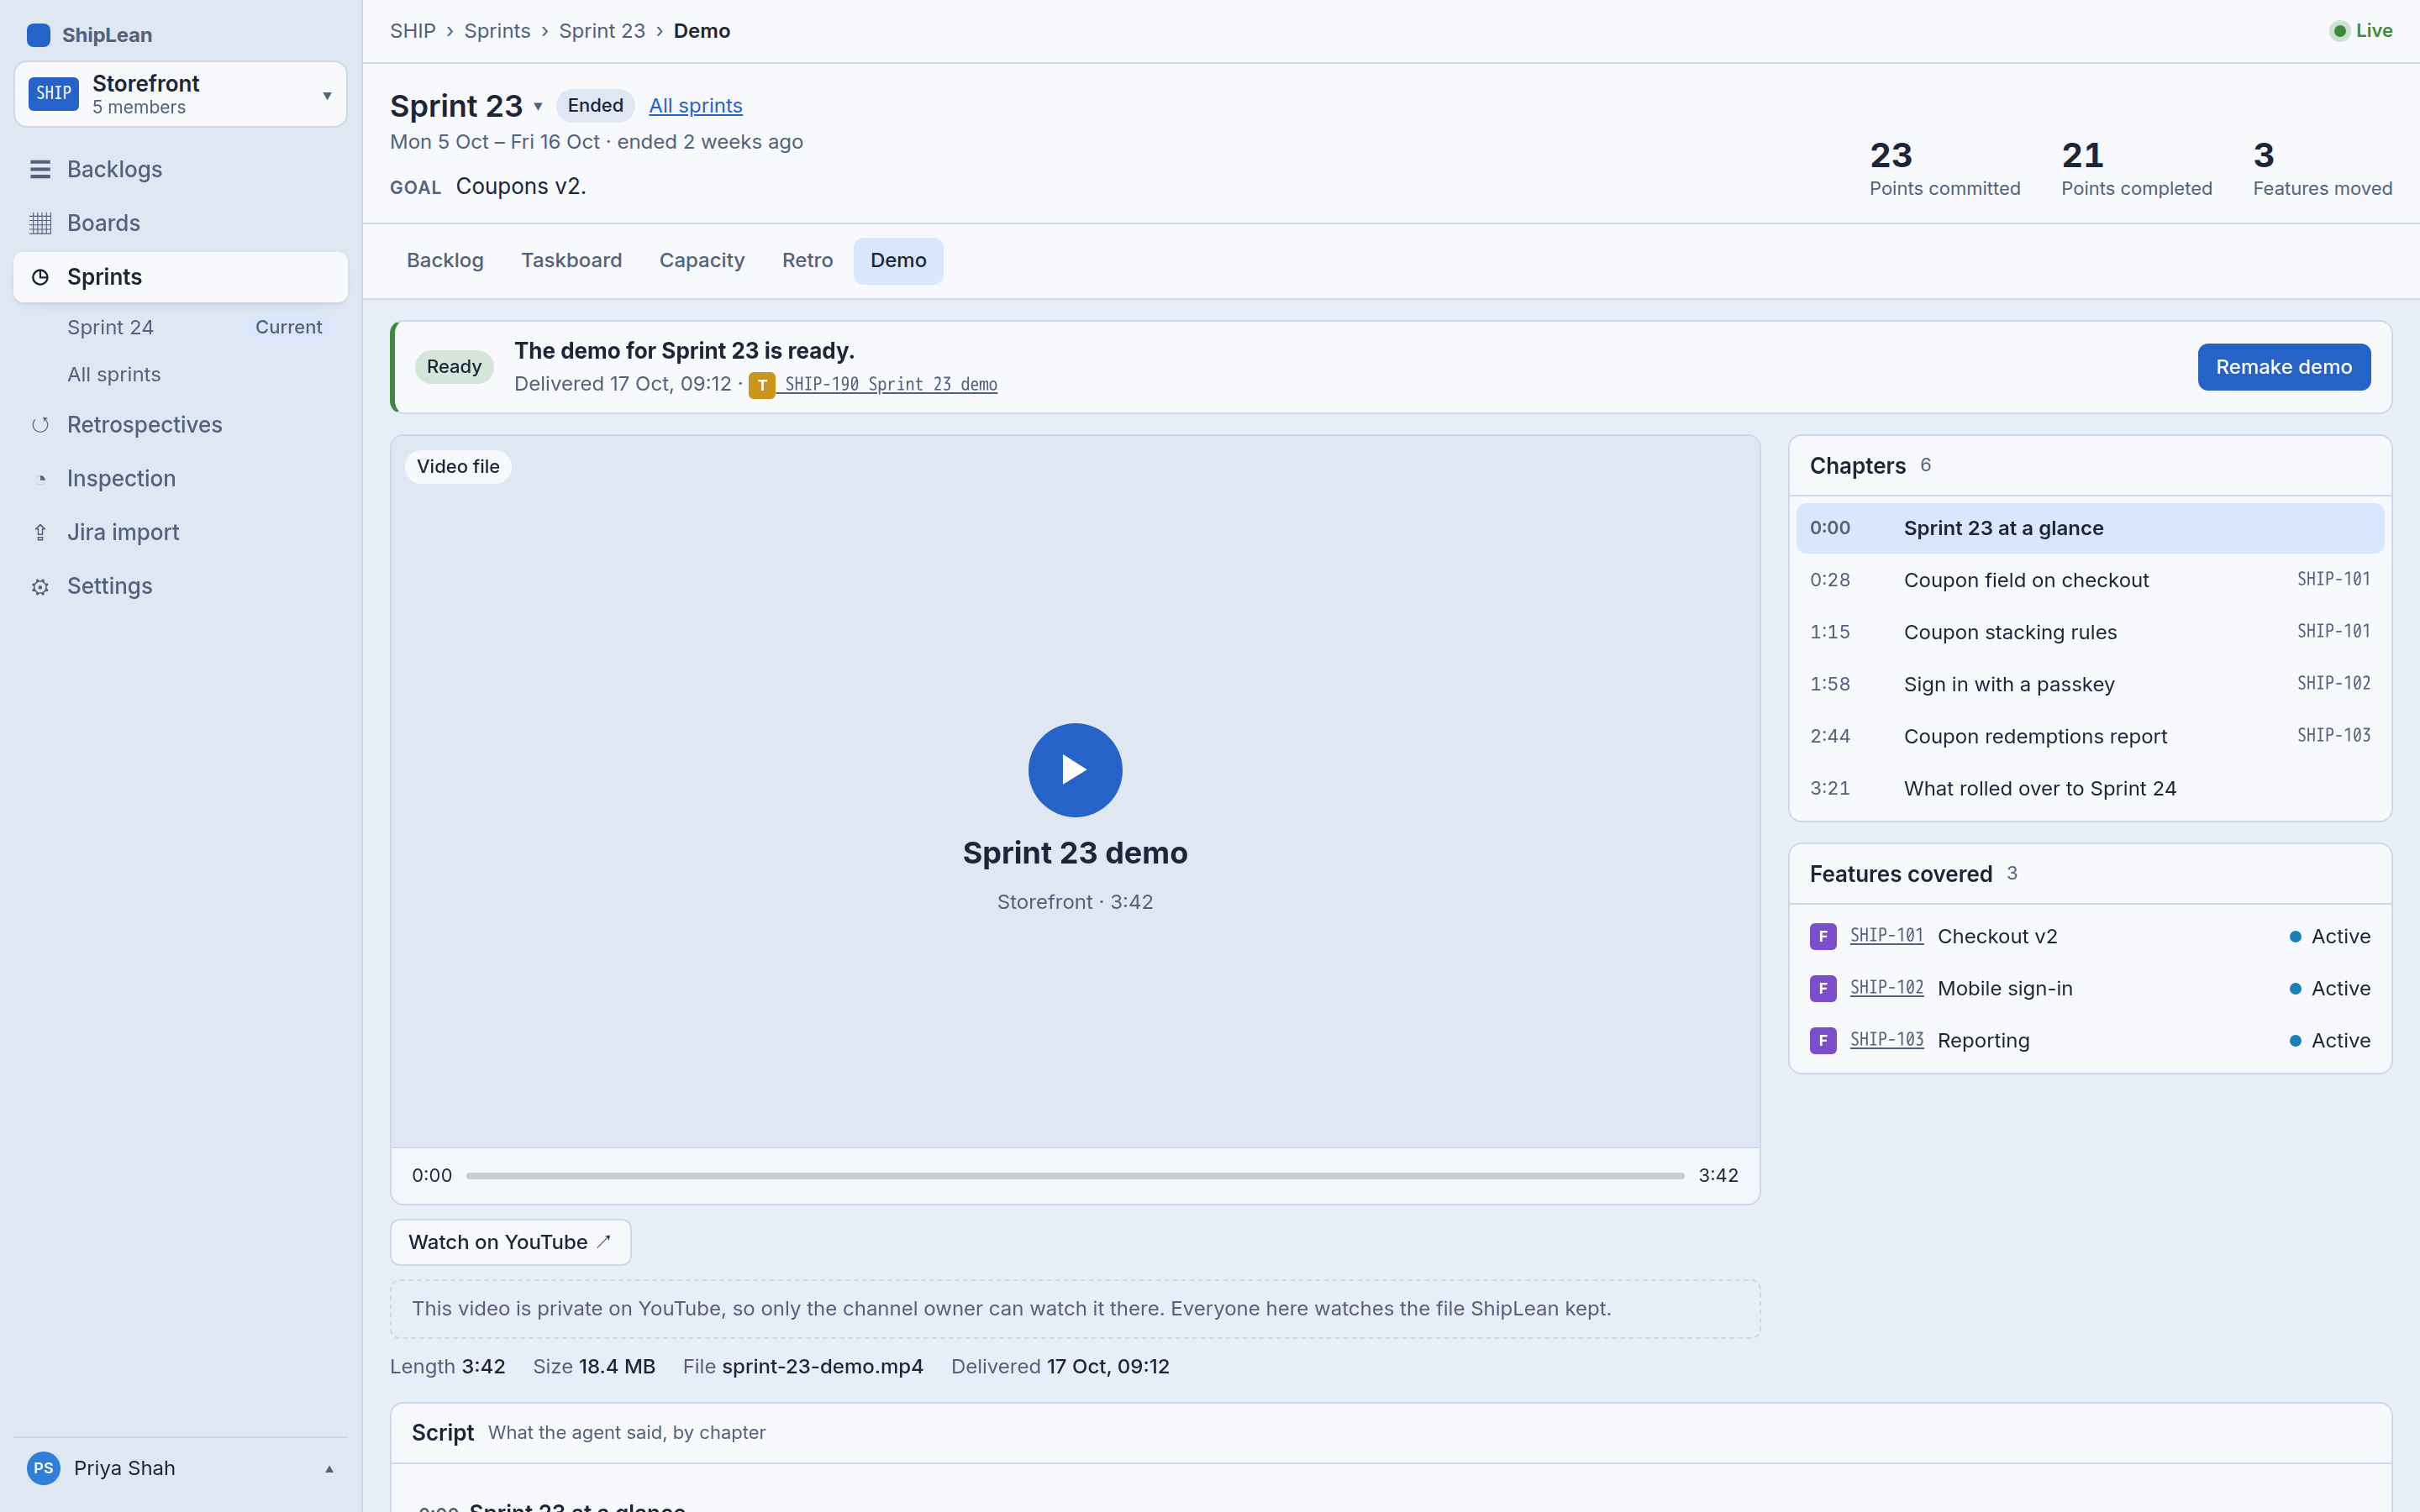 ShipLean
SHIP
Storefront
5 members
Backlogs
Boards
Sprints
Sprint 24
Current
All sprints
Retrospectives
Inspection
Jira import
Settings
PS
Priya Shah
SHIP › Sprints › Sprint 23 › Demo
Live
Sprint 23
Ended
All sprints
Mon 5 Oct – Fri 16 Oct · ended 2 weeks ago
GOAL Coupons v2.
23
Points committed
21
Points completed
3
Features moved
Backlog
Taskboard
Capacity
Retro
Demo
Ready
The demo for Sprint 23 is ready.
Delivered 17 Oct, 09:12 · T SHIP-190 Sprint 23 demo
Remake demo
Video file
Sprint 23 demo
Storefront · 3:42
0:00
3:42
Watch on YouTube ↗
This video is private on YouTube, so only the channel owner can watch it there. Everyone here watches the file ShipLean kept.
Length 3:42 Size 18.4 MB File sprint-23-demo.mp4 Delivered 17 Oct, 09:12
Chapters 6
0:00 Sprint 23 at a glance
0:28 Coupon field on checkout SHIP-101
1:15 Coupon stacking rules SHIP-101
1:58 Sign in with a passkey SHIP-102
2:44 Coupon redemptions report SHIP-103
3:21 What rolled over to Sprint 24
Features covered 3
F SHIP-101 Checkout v2 Active
F SHIP-102 Mobile sign-in Active
F SHIP-103 Reporting Active
Script What the agent said, by chapter
0:00 Sprint 23 at a glance